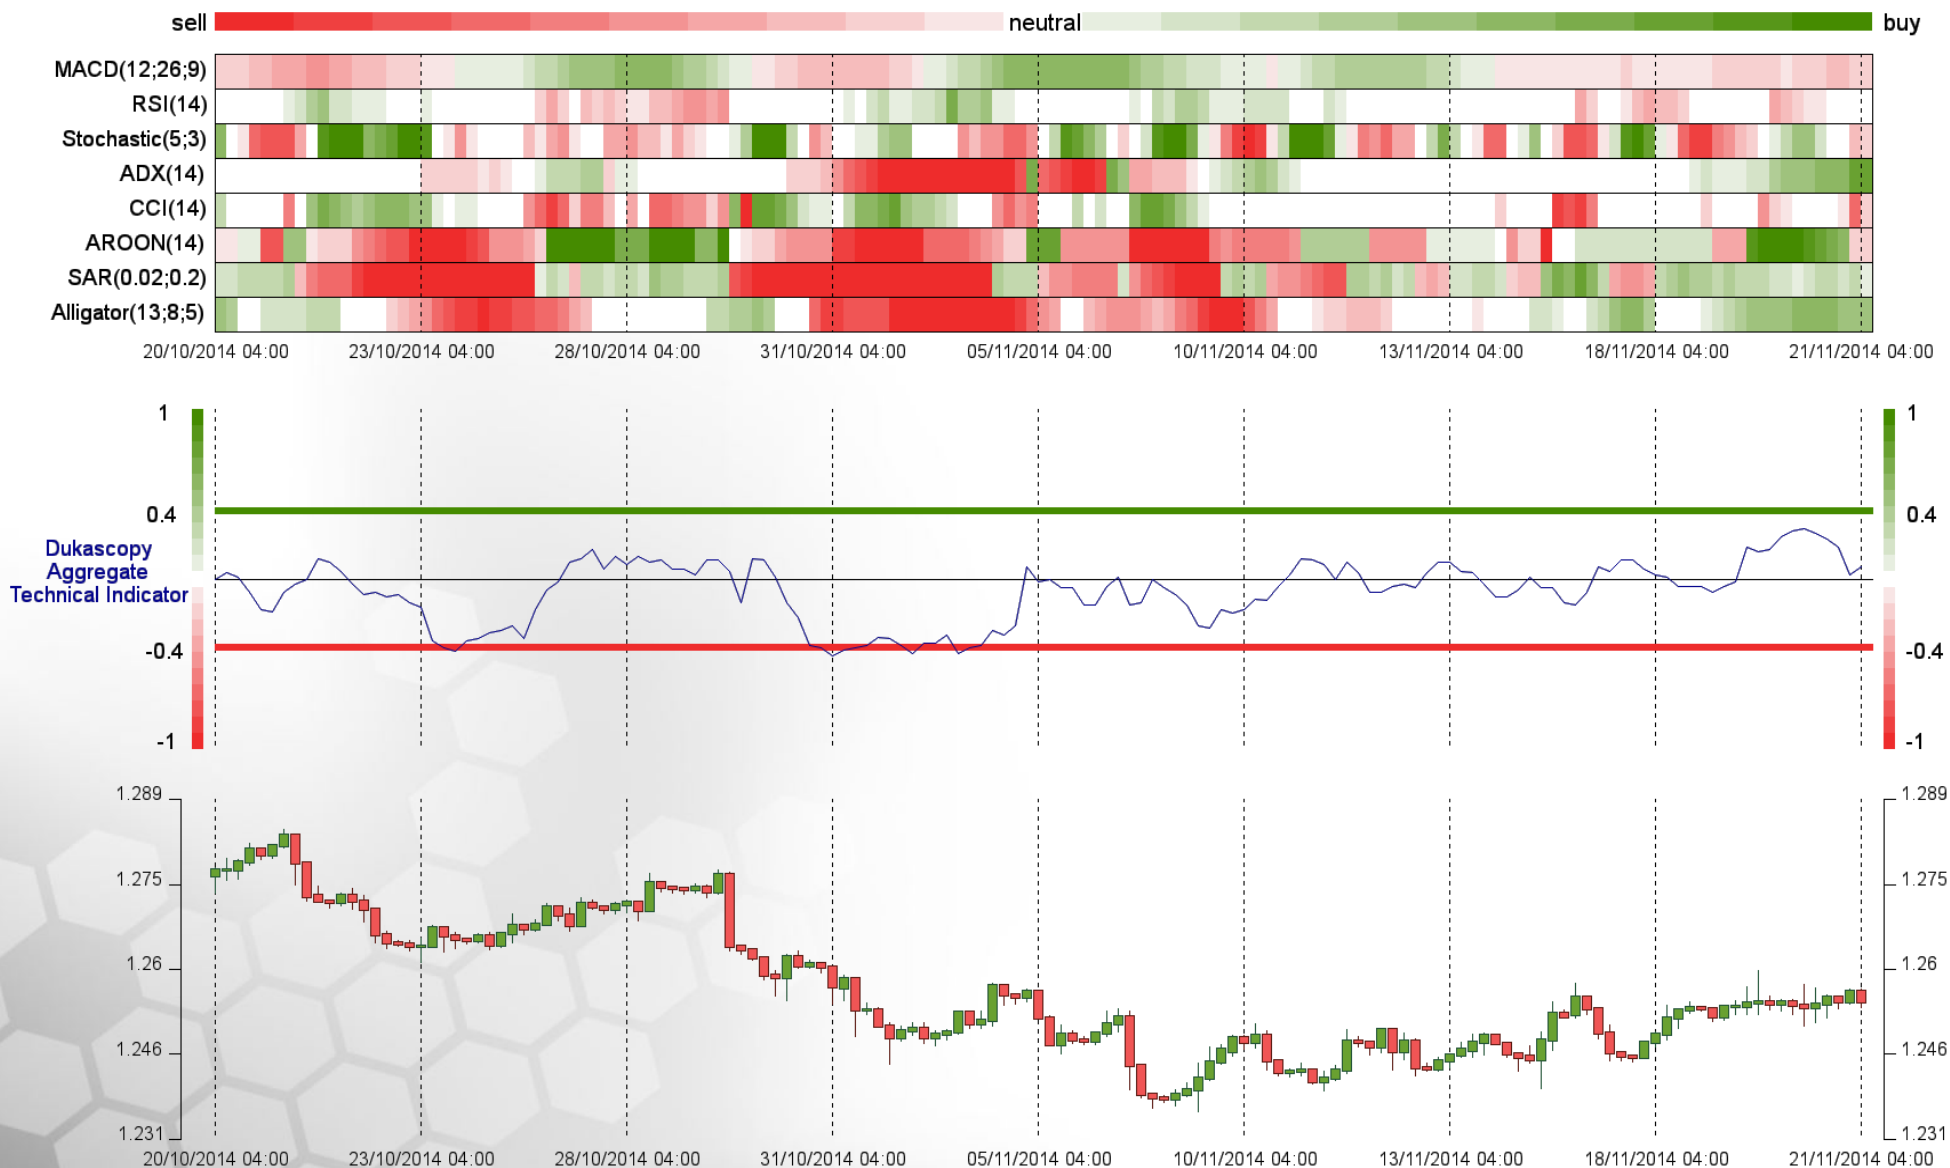 sell neutral buy
MACD(12;26;9)
RSI(14)
Stochastic(5;3)
ADX(14)
CCI(14)
AROON(14)
SAR(0.02;0.2)
Alligator(13;8;5)
20/10/2014 04:00 23/10/2014 04:00 28/10/2014 04:00 31/10/2014 04:00 05/11/2014 04:00 10/11/2014 04:00 13/11/2014 04:00 18/11/2014 04:00 21/11/2014 04:00
1 1
0.4 0.4
Dukascopy
Aggregate
Technical Indicator
-0.4 -0.4
-1 -1
1.289 1.289
1.275 1.275
1.26 1.26
1.246 1.246
1.231 1.231
20/10/2014 04:00 23/10/2014 04:00 28/10/2014 04:00 31/10/2014 04:00 05/11/2014 04:00 10/11/2014 04:00 13/11/2014 04:00 18/11/2014 04:00 21/11/2014 04:00